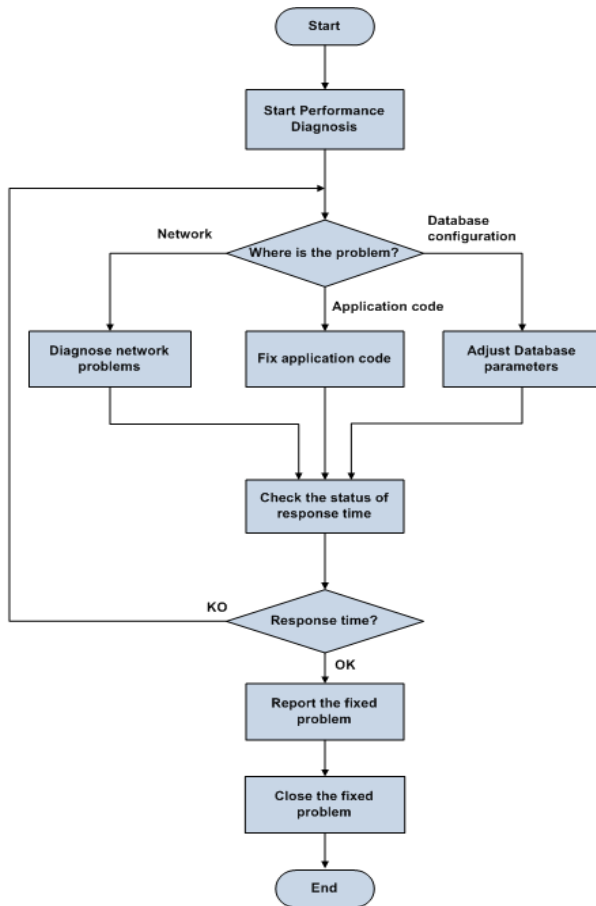 Start
Start Performance
Diagnosis
Database
configuration
Network
Where is the problem?
Application code
Diagnose network
problems
Fix application code
Adjust Database
parameters
Check the status of
response time
KO
Response time?
OK
Report the fixed
problem
Close the fixed
problem
End